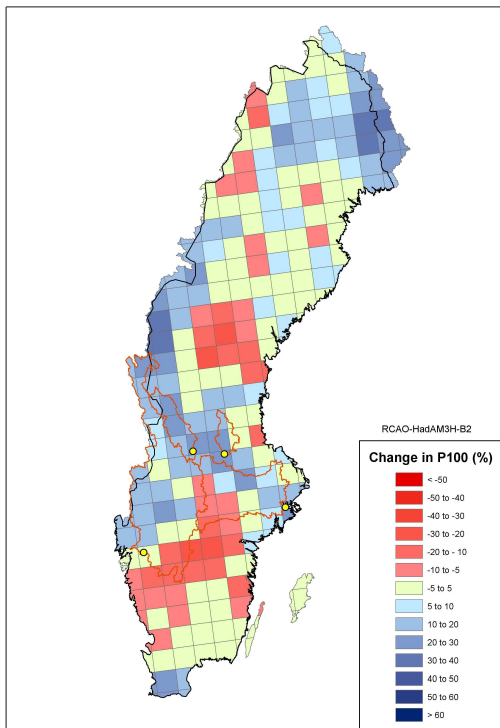 RCAO-HadAM3H-B2
Change in P100 (%)
< -50
-50 to -40
-40 to -30
-30 to -20
-20 to - 10
-10 to -5
-5 to 5
5 to 10
10 to 20
20 to 30
30 to 40
40 to 50
50 to 60
> 60